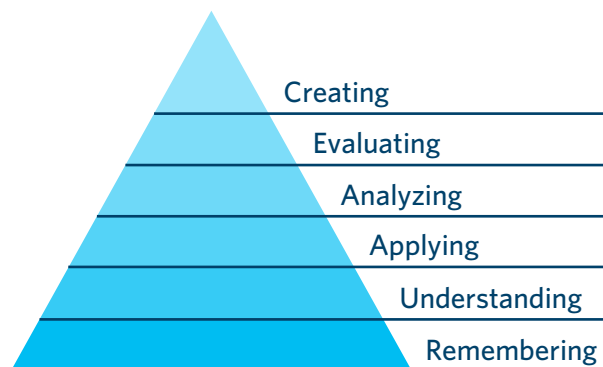 Creating
Evaluating
Analyzing
Applying
Understanding
Remembering